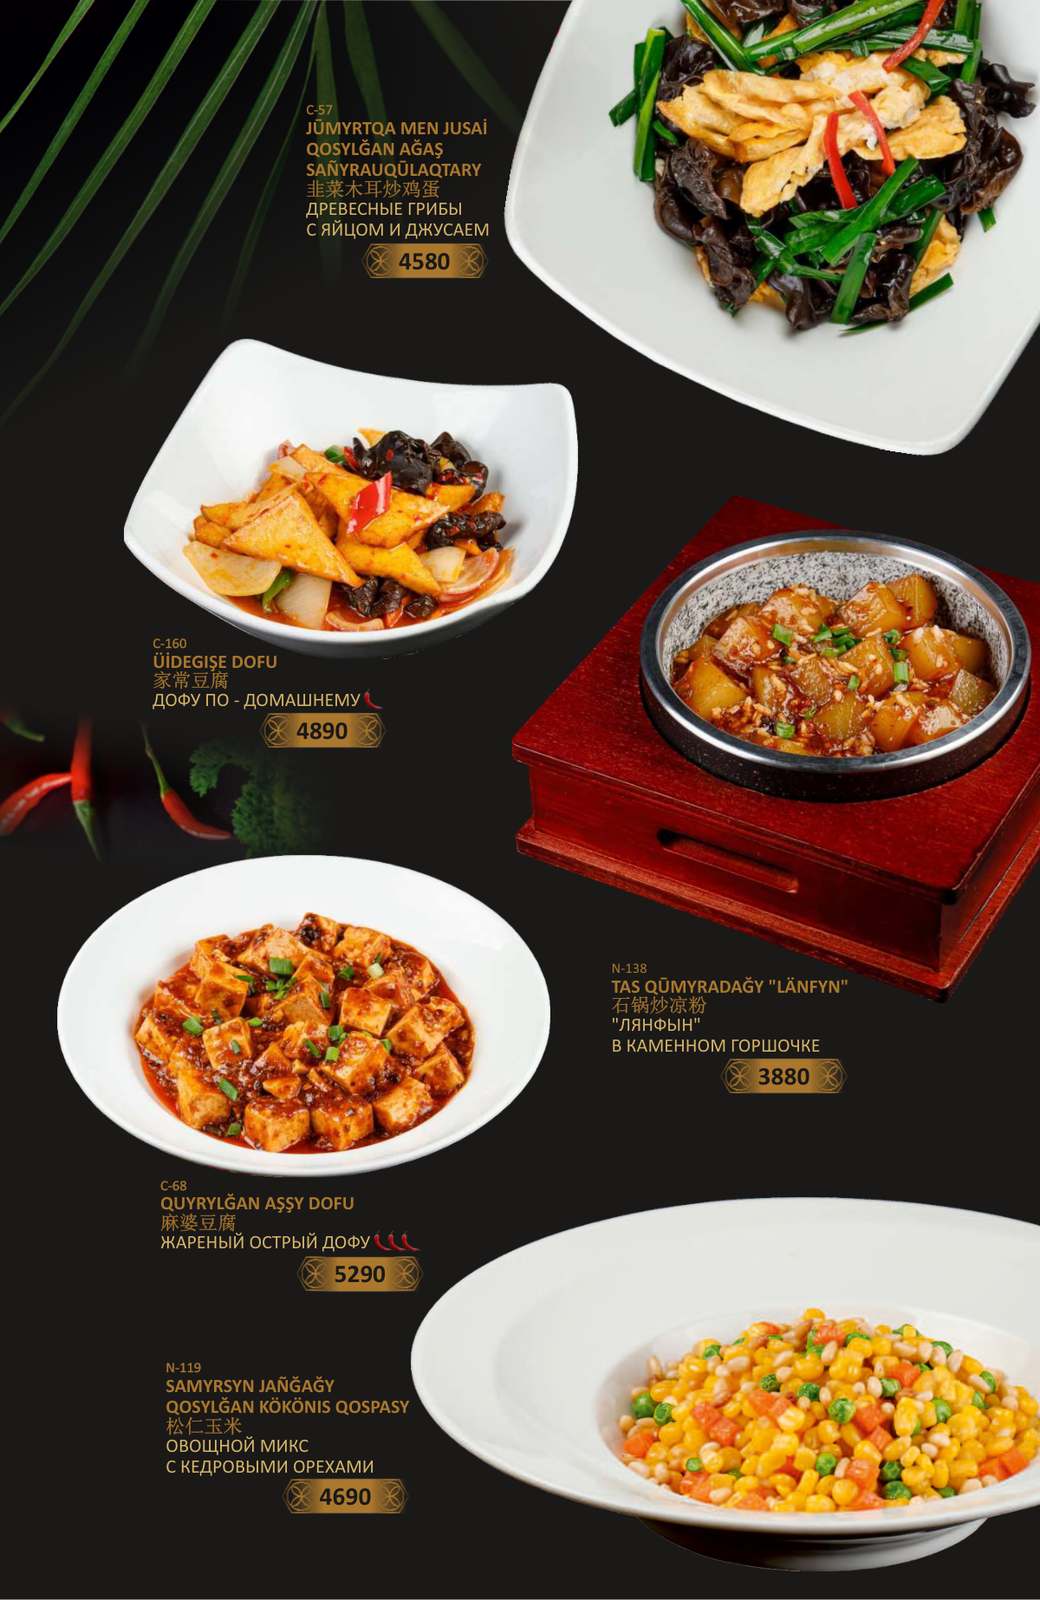 C-57
JŪMYRTQA MEN JUSAİ
QOSYLĞAN AĞAŞ
SAÑYRAUQŪLAQTARY
韭菜木耳炒鸡蛋
ДРЕВЕСНЫЕ ГРИБЫ
С ЯЙЦОМ И ДЖУСАЕМ
4580
C-160
ÜİDEGIŞE DOFU
家常豆腐
ДОФУ ПО - ДОМАШНЕМУ
4890
N-138
TAS QŪMYRADAĞY "LÄNFYN"
石锅炒凉粉
"ЛЯНФЫН"
В КАМЕННОМ ГОРШОЧКЕ
3880
C-68
QUYRYLĞAN AŞŞY DOFU
麻婆豆腐
ЖАРЕНЫЙ ОСТРЫЙ ДОФУ
5290
N-119
SAMYRSYN JAÑĞAĞY
QOSYLĞAN KÖKÖNIS QOSPASY
松仁玉米
ОВОЩНОЙ МИКС
С КЕДРОВЫМИ ОРЕХАМИ
4690